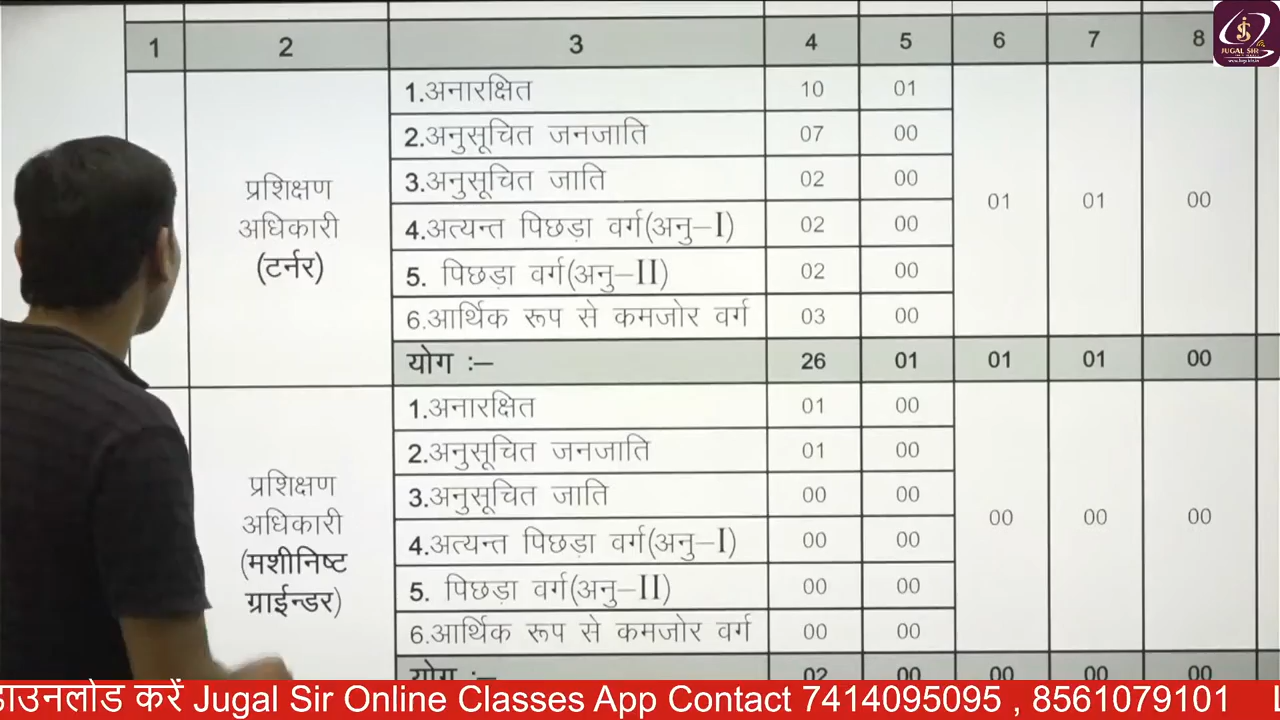 1 2 3 4 5 6 7 8
JUGAL SIR
प्रशिक्षण
अधिकारी
(टर्नर)
1.अनारक्षित 10 01
2.अनुसूचित जनजाति 07 00
3.अनुसूचित जाति 02 00
4.अत्यन्त पिछड़ा वर्ग(अनु–I) 02 00
5. पिछड़ा वर्ग(अनु–II) 02 00
6.आर्थिक रूप से कमजोर वर्ग 03 00
01 01 00
योग :– 26 01 01 01 00
प्रशिक्षण
अधिकारी
(मशीनिष्ट
ग्राईन्डर)
1.अनारक्षित 01 00
2.अनुसूचित जनजाति 01 00
3.अनुसूचित जाति 00 00
4.अत्यन्त पिछड़ा वर्ग(अनु–I) 00 00
5. पिछड़ा वर्ग(अनु–II) 00 00
6.आर्थिक रूप से कमजोर वर्ग 00 00
00 00 00
योग :– 02 00 00 00 00
डाउनलोड करें Jugal Sir Online Classes App Contact 7414095095 , 8561079101